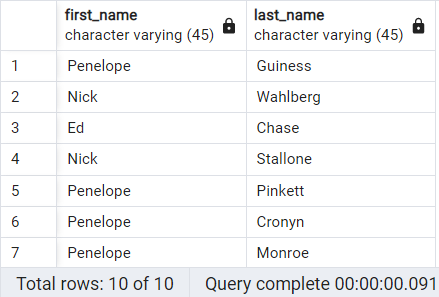 first_name last_name
character varying (45) character varying (45)
1 Penelope Guiness
2 Nick Wahlberg
3 Ed Chase
4 Nick Stallone
5 Penelope Pinkett
6 Penelope Cronyn
7 Penelope Monroe
Total rows: 10 of 10 Query complete 00:00:00.091